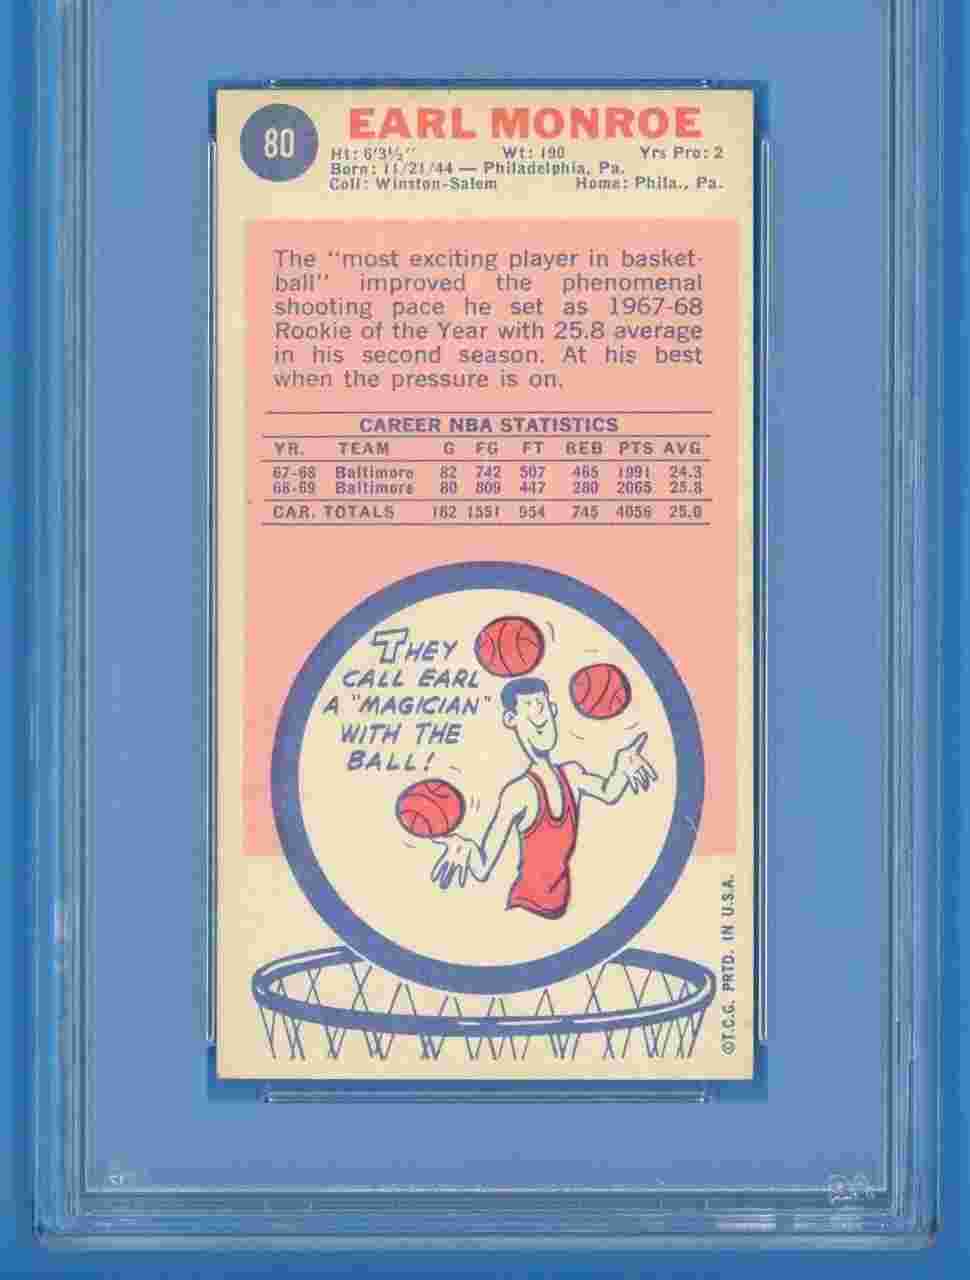 80
EARL MONROE
Ht: 6'3½" Wt: 190 Yrs Pro: 2
Born: 11/21/44 — Philadelphia, Pa.
Coll: Winston-Salem Home: Phila., Pa.
The "most exciting player in basket-
ball" improved the phenomenal
shooting pace he set as 1967-68
Rookie of the Year with 25.8 average
in his second season. At his best
when the pressure is on.
CAREER NBA STATISTICS
YR. TEAM G FG FT REB PTS AVG
67-68 Baltimore 82 742 507 465 1991 24.3
68-69 Baltimore 80 809 447 280 2065 25.8
CAR. TOTALS 162 1551 954 745 4056 25.0
THEY
CALL EARL
A "MAGICIAN"
WITH THE
BALL!
©T.C.G. PRTD. IN U.S.A.